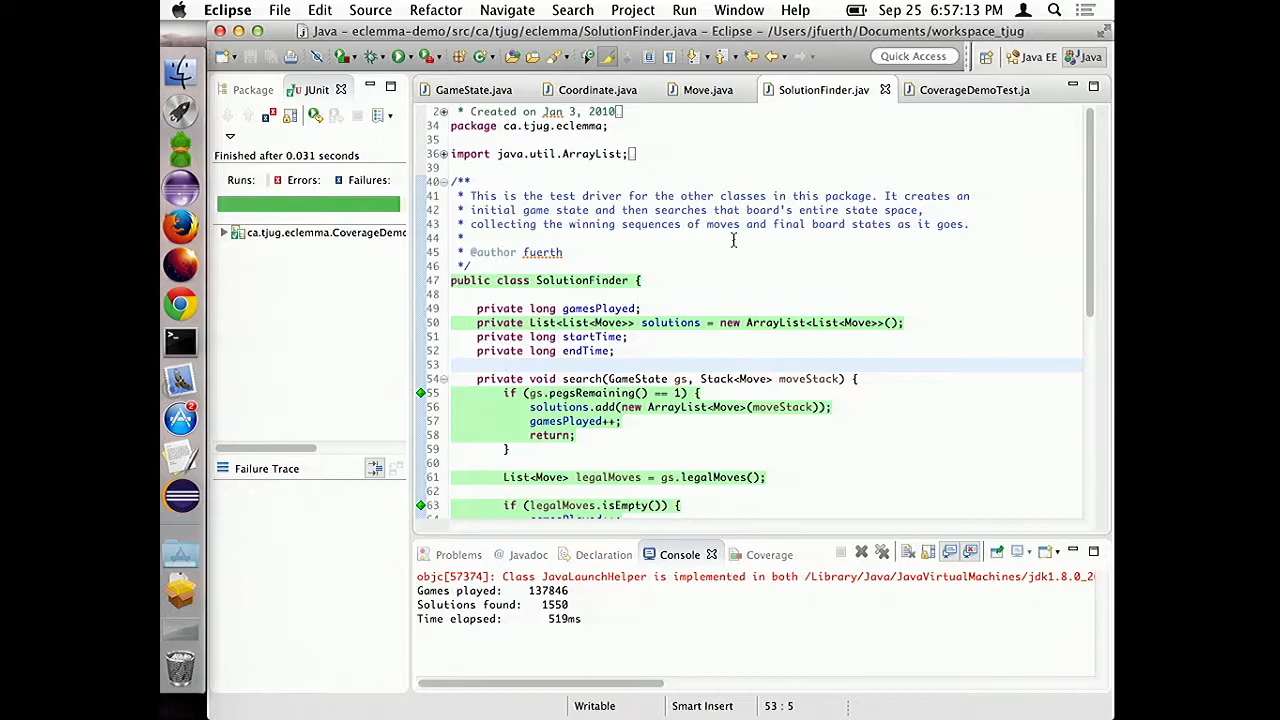 Eclipse File Edit Source Refactor Navigate Search Project Run Window Help Sep 25 6:57:13 PM
Java - eclemma-demo/src/ca/tjug/eclemma/SolutionFinder.java - Eclipse - /Users/jfuerth/Documents/workspace_tjug
Quick Access Java EE Java
Package JUnit
GameState.java Coordinate.java Move.java SolutionFinder.jav CoverageDemoTest.ja
Finished after 0.031 seconds
Runs: Errors: Failures:
ca.tjug.eclemma.CoverageDemo
Failure Trace
2 * Created on Jan 3, 2010
34 package ca.tjug.eclemma;
35
36 import java.util.ArrayList;
39
40 /**
41 * This is the test driver for the other classes in this package. It creates an
42 * initial game state and then searches that board's entire state space,
43 * collecting the winning sequences of moves and final board states as it goes.
44 *
45 * @author fuerth
46 */
47 public class SolutionFinder {
48
49 private long gamesPlayed;
50 private List<List<Move>> solutions = new ArrayList<List<Move>>();
51 private long startTime;
52 private long endTime;
53
54 private void search(GameState gs, Stack<Move> moveStack) {
55 if (gs.pegsRemaining() == 1) {
56 solutions.add(new ArrayList<Move>(moveStack));
57 gamesPlayed++;
58 return;
59 }
60
61 List<Move> legalMoves = gs.legalMoves();
62
63 if (legalMoves.isEmpty()) {
Problems Javadoc Declaration Console Coverage
objc[57374]: Class JavaLaunchHelper is implemented in both /Library/Java/JavaVirtualMachines/jdk1.8.0_2
Games played: 137846
Solutions found: 1550
Time elapsed: 519ms
Writable Smart Insert 53 : 5